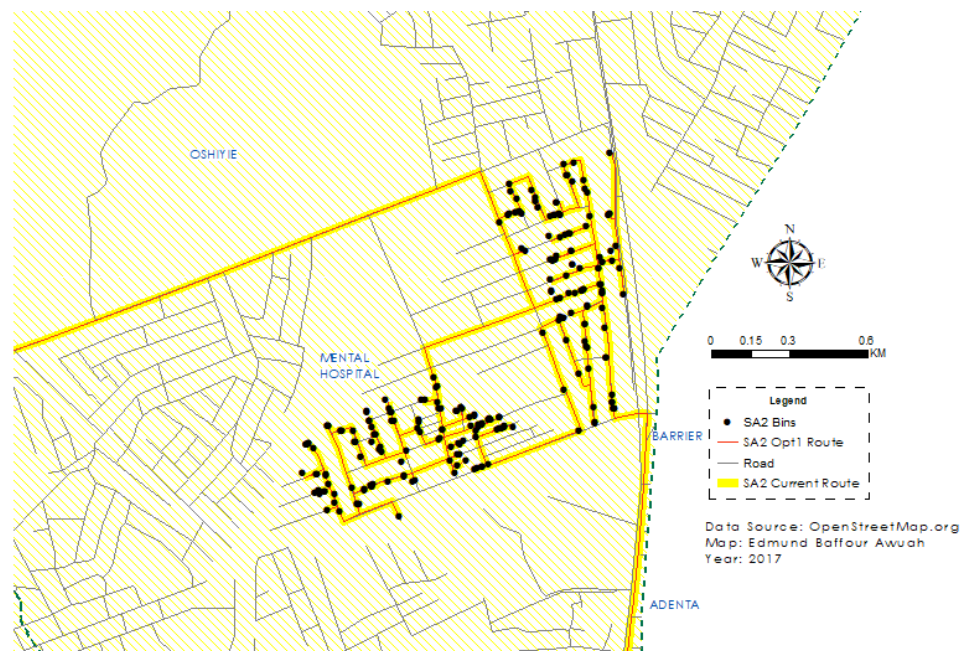 OSHIYIE
MENTAL
HOSPITAL
BARRIER
ADENTA
N
W E
S
0 0.15 0.3 0.6
KM
Legend
SA2 Bins
SA2 Opt1 Route
Road
SA2 Current Route
Data Source: OpenStreetMap.org
Map: Edmund Baffour Awuah
Year: 2017